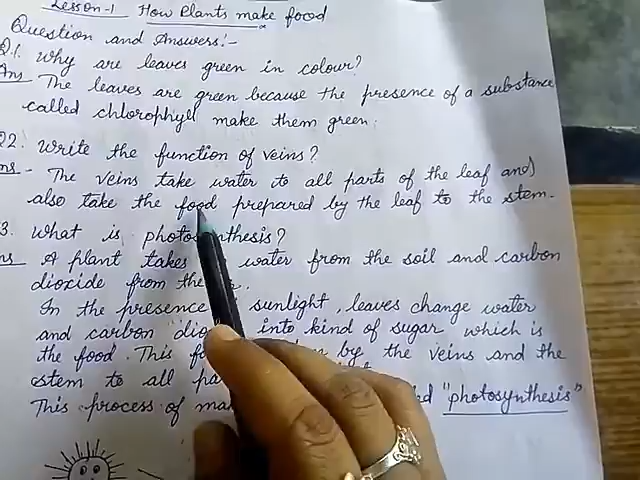 Lesson-1 How Plants make food
Question and Answers:-
Q1. Why are leaves green in colour?
Ans The leaves are green because the presence of a substance
called chlorophyll make them green.
Q2. Write the function of veins?
Ans - The veins take water to all parts of the leaf and
also take the food prepared by the leaf to the stem.
3. What is photosynthesis?
Ans A plant takes water from the soil and carbon
dioxide from the
In the presence sunlight, leaves change water
and carbon into kind of sugar which is
the food. This by the veins and the
stem to all
This process of "photosynthesis"